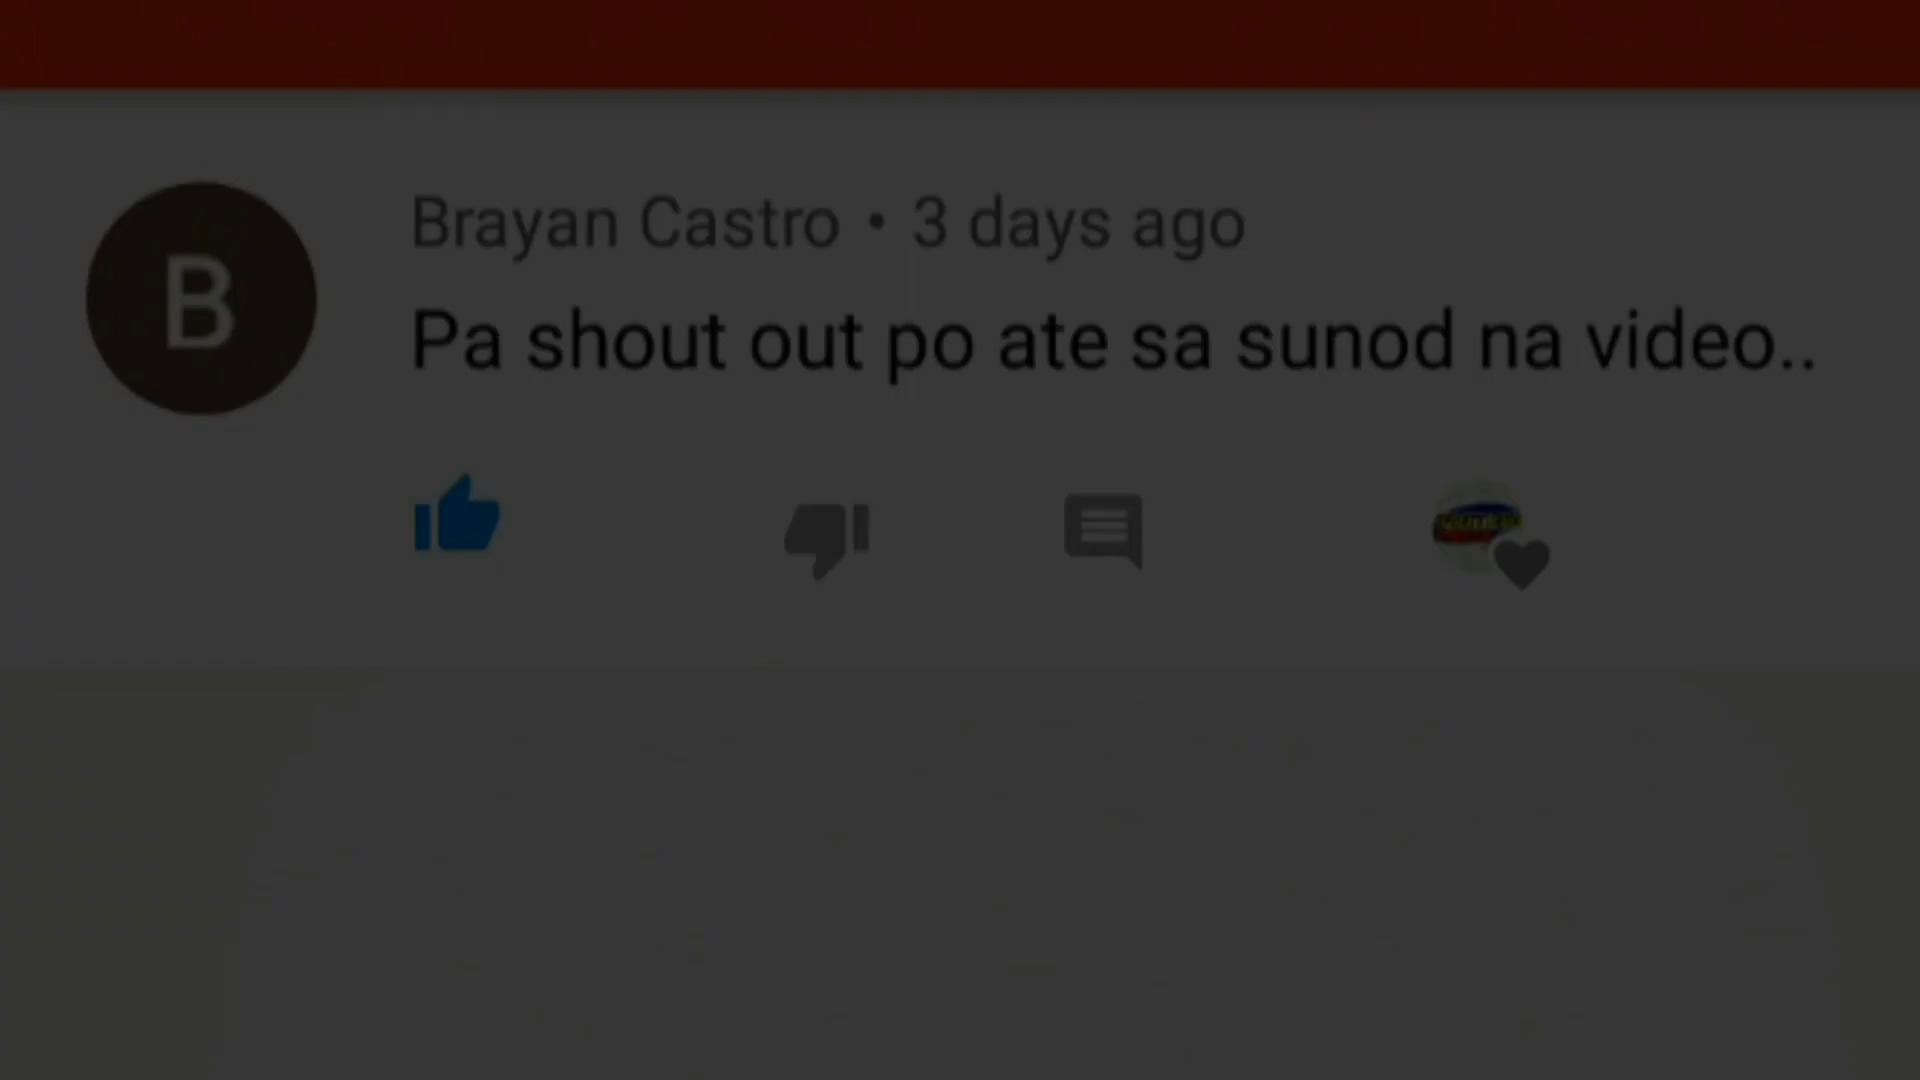 B
Brayan Castro • 3 days ago
Pa shout out po ate sa sunod na video..